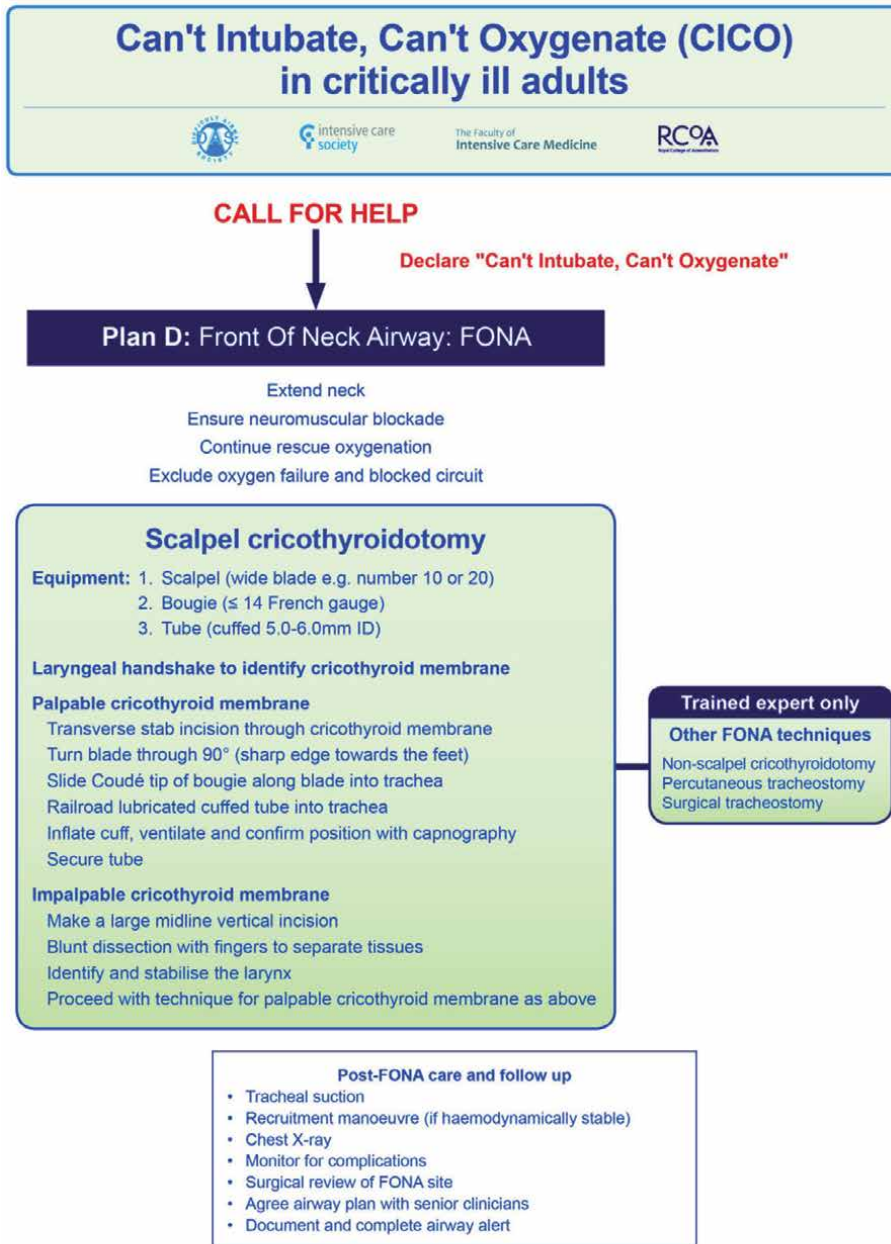 Can't Intubate, Can't Oxygenate (CICO)
in critically ill adults
DAS
intensive care
society
The Faculty of
Intensive Care Medicine
RCoA
Royal College of Anaesthetists
CALL FOR HELP
Declare "Can't Intubate, Can't Oxygenate"
Plan D: Front Of Neck Airway: FONA
Extend neck
Ensure neuromuscular blockade
Continue rescue oxygenation
Exclude oxygen failure and blocked circuit
Scalpel cricothyroidotomy
Equipment: 1. Scalpel (wide blade e.g. number 10 or 20)
2. Bougie (≤ 14 French gauge)
3. Tube (cuffed 5.0-6.0mm ID)
Laryngeal handshake to identify cricothyroid membrane
Palpable cricothyroid membrane
Transverse stab incision through cricothyroid membrane
Turn blade through 90° (sharp edge towards the feet)
Slide Coudé tip of bougie along blade into trachea
Railroad lubricated cuffed tube into trachea
Inflate cuff, ventilate and confirm position with capnography
Secure tube
Impalpable cricothyroid membrane
Make a large midline vertical incision
Blunt dissection with fingers to separate tissues
Identify and stabilise the larynx
Proceed with technique for palpable cricothyroid membrane as above
Trained expert only
Other FONA techniques
Non-scalpel cricothyroidotomy
Percutaneous tracheostomy
Surgical tracheostomy
Post-FONA care and follow up
• Tracheal suction
• Recruitment manoeuvre (if haemodynamically stable)
• Chest X-ray
• Monitor for complications
• Surgical review of FONA site
• Agree airway plan with senior clinicians
• Document and complete airway alert